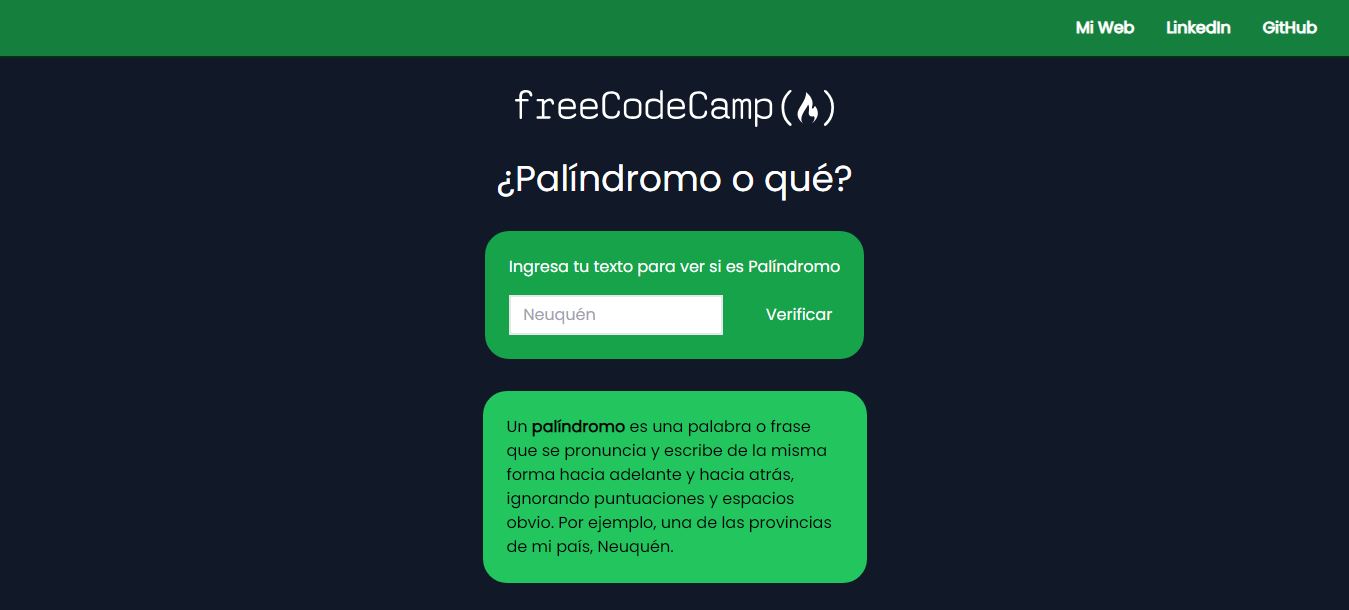 Mi Web LinkedIn GitHub
freeCodeCamp(🔥)
¿Palíndromo o qué?
Ingresa tu texto para ver si es Palíndromo
Neuquén Verificar
Un palíndromo es una palabra o frase
que se pronuncia y escribe de la misma
forma hacia adelante y hacia atrás,
ignorando puntuaciones y espacios
obvio. Por ejemplo, una de las provincias
de mi país, Neuquén.